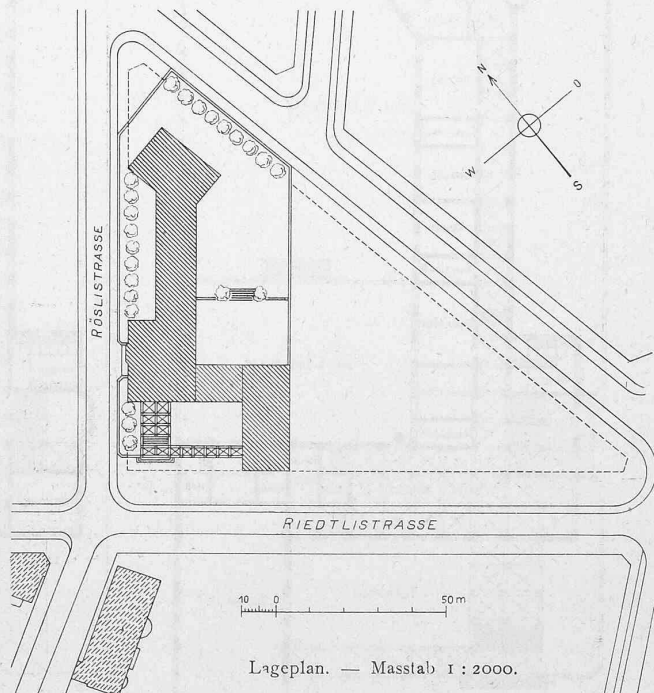 N
O
W
S
RÖSLISTRASSE
RIEDTLISTRASSE
10 0 50 m
Lageplan. — Masstab 1 : 2000.